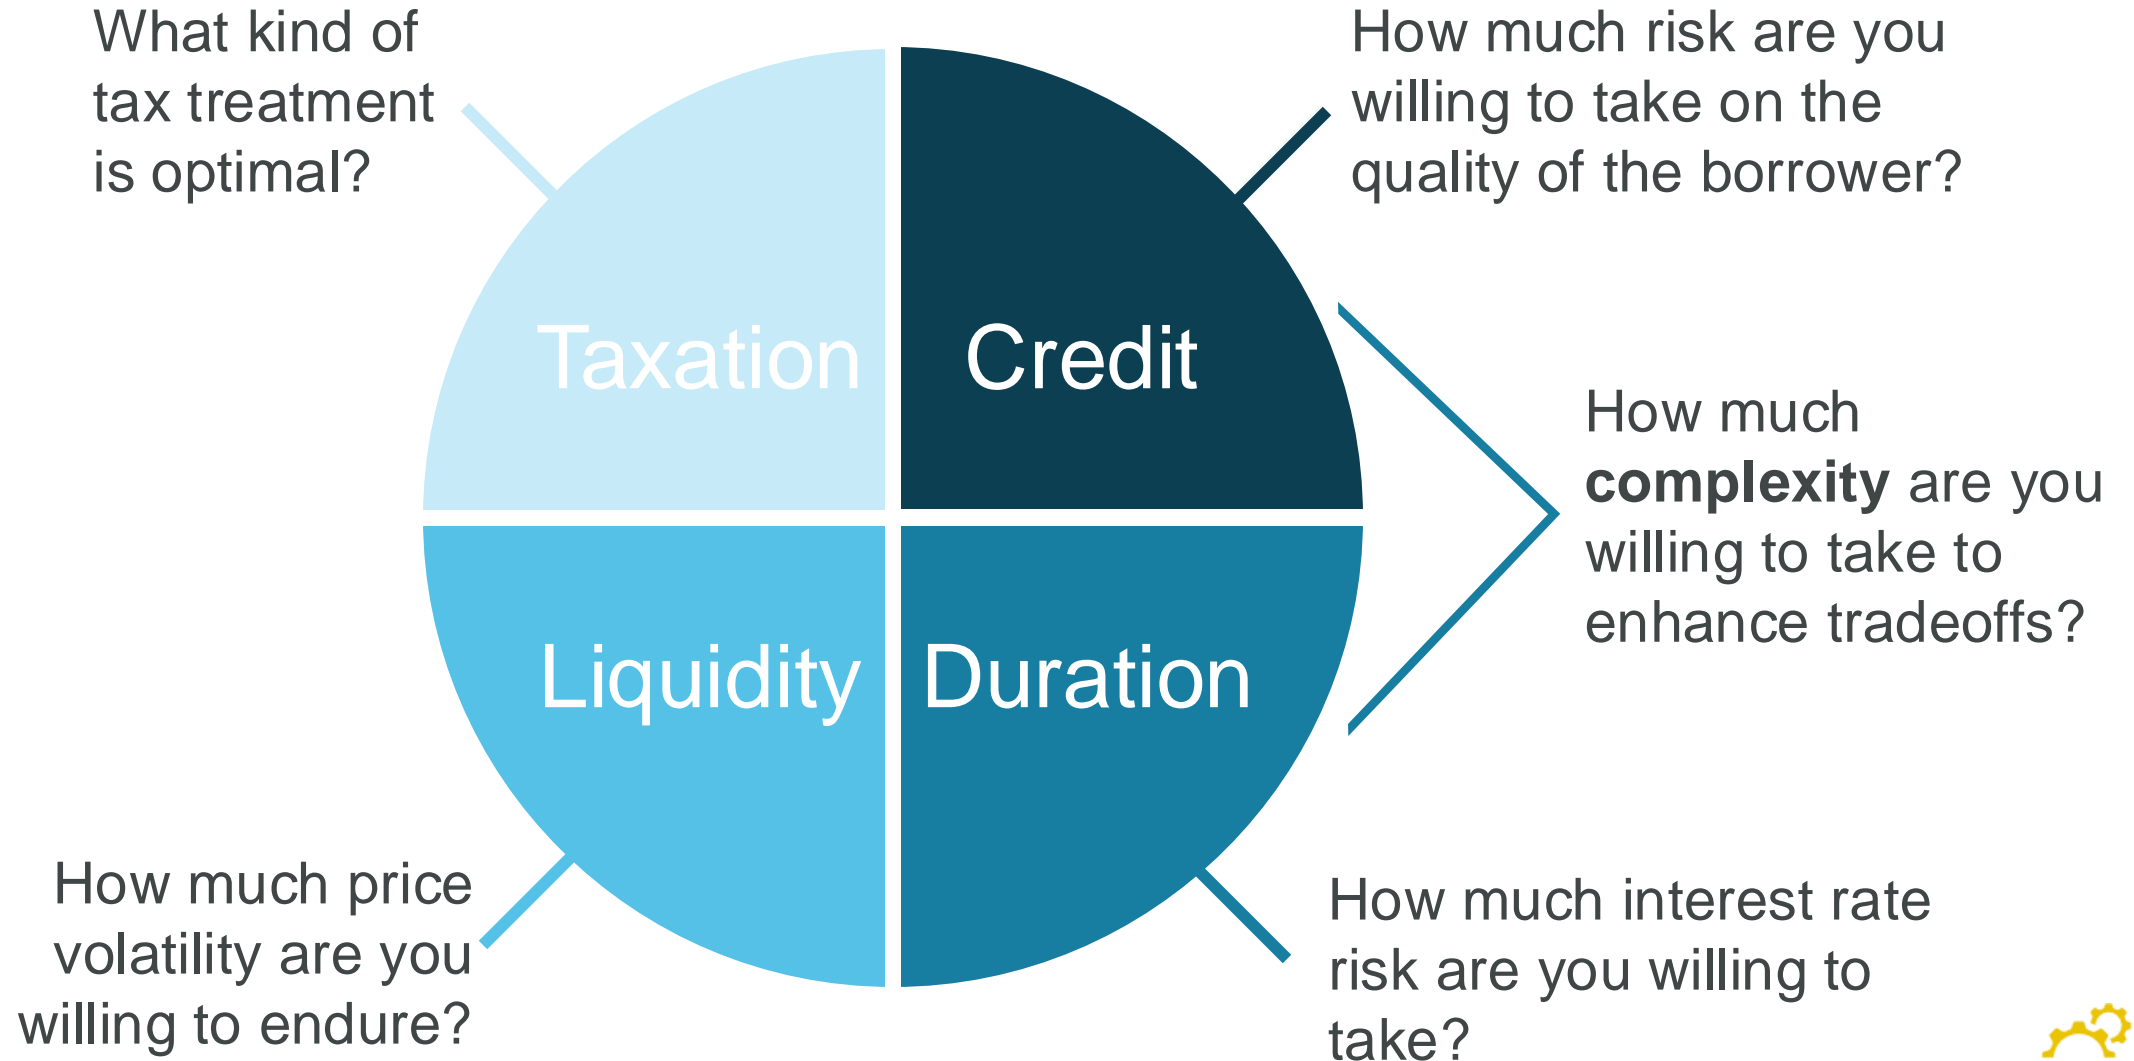 What kind of
tax treatment
is optimal?
How much risk are you
willing to take on the
quality of the borrower?
Taxation
Credit
How much
complexity are you
willing to take to
enhance tradeoffs?
Liquidity
Duration
How much price
volatility are you
willing to endure?
How much interest rate
risk are you willing to
take?